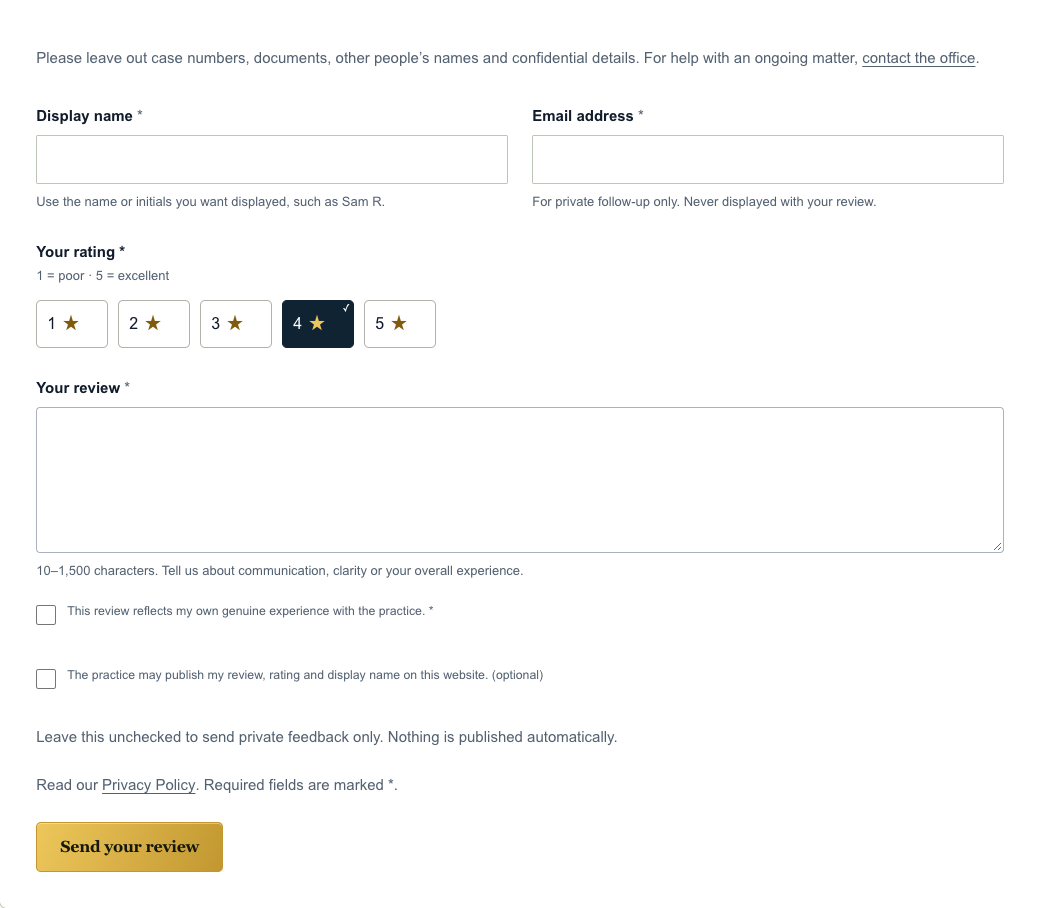 Please leave out case numbers, documents, other people’s names and confidential details. For help with an ongoing matter, contact the office.
Display name *
Email address *
Use the name or initials you want displayed, such as Sam R.
For private follow-up only. Never displayed with your review.
Your rating *
1 = poor · 5 = excellent
1 ★ 2 ★ 3 ★ 4 ★ ✓ 5 ★
Your review *
10–1,500 characters. Tell us about communication, clarity or your overall experience.
This review reflects my own genuine experience with the practice. *
The practice may publish my review, rating and display name on this website. (optional)
Leave this unchecked to send private feedback only. Nothing is published automatically.
Read our Privacy Policy. Required fields are marked *.
Send your review